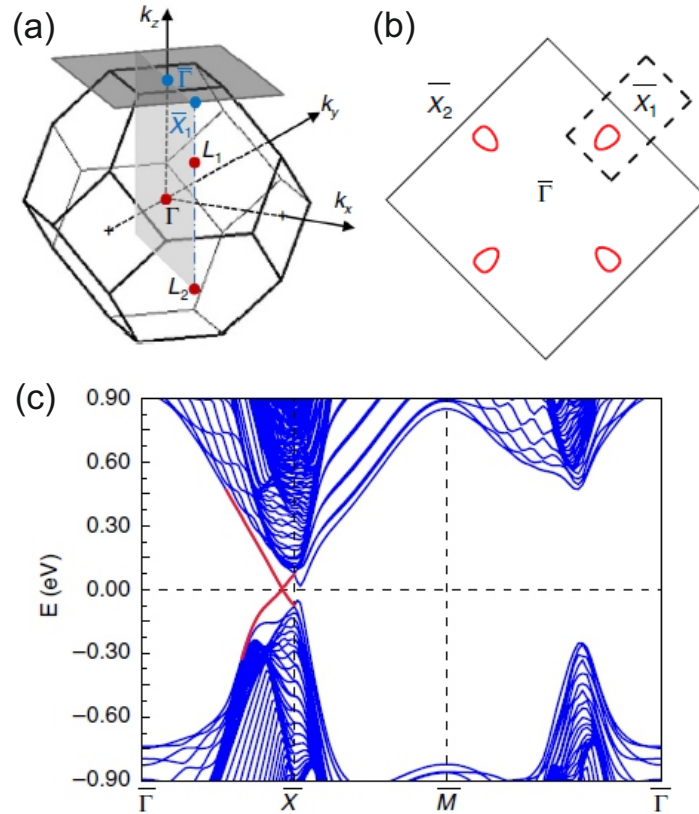 (a)
k_z
Γ̅
k_y
X̅_1
L_1
Γ
k_x
L_2
(b)
X̅_2
X̅_1
Γ̅
(c)
E (eV)
0.90
0.60
0.30
0.00
−0.30
−0.60
−0.90
Γ̅ X̅ M̅ Γ̅